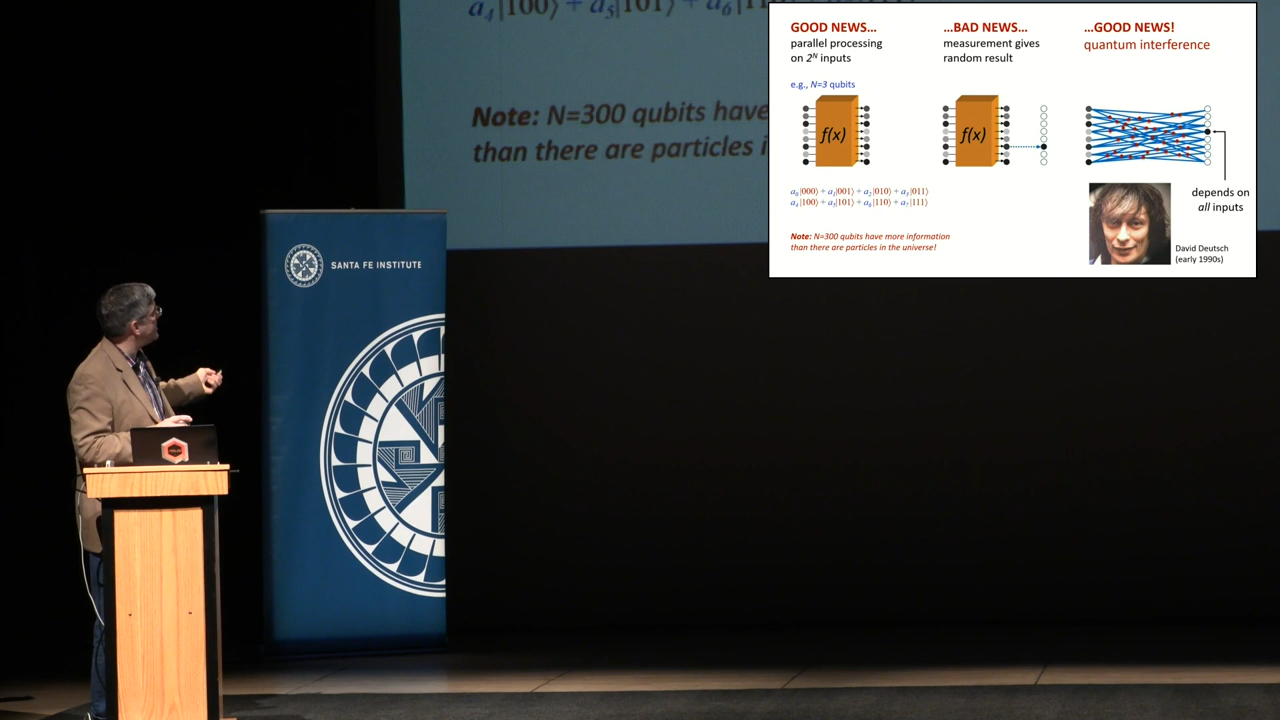 a₄|100⟩ + a₅|101⟩ + a₆|11
Note: N=300 qubits have
than there are particles i
SANTA FE INSTITUTE
GOOD NEWS…
parallel processing
on 2ᴺ inputs
e.g., N=3 qubits
f(x)
a₀|000⟩ + a₁|001⟩ + a₂|010⟩ + a₃|011⟩
a₄|100⟩ + a₅|101⟩ + a₆|110⟩ + a₇|111⟩
Note: N=300 qubits have more information
than there are particles in the universe!
…BAD NEWS…
measurement gives
random result
f(x)
…GOOD NEWS!
quantum interference
depends on
all inputs
David Deutsch
(early 1990s)